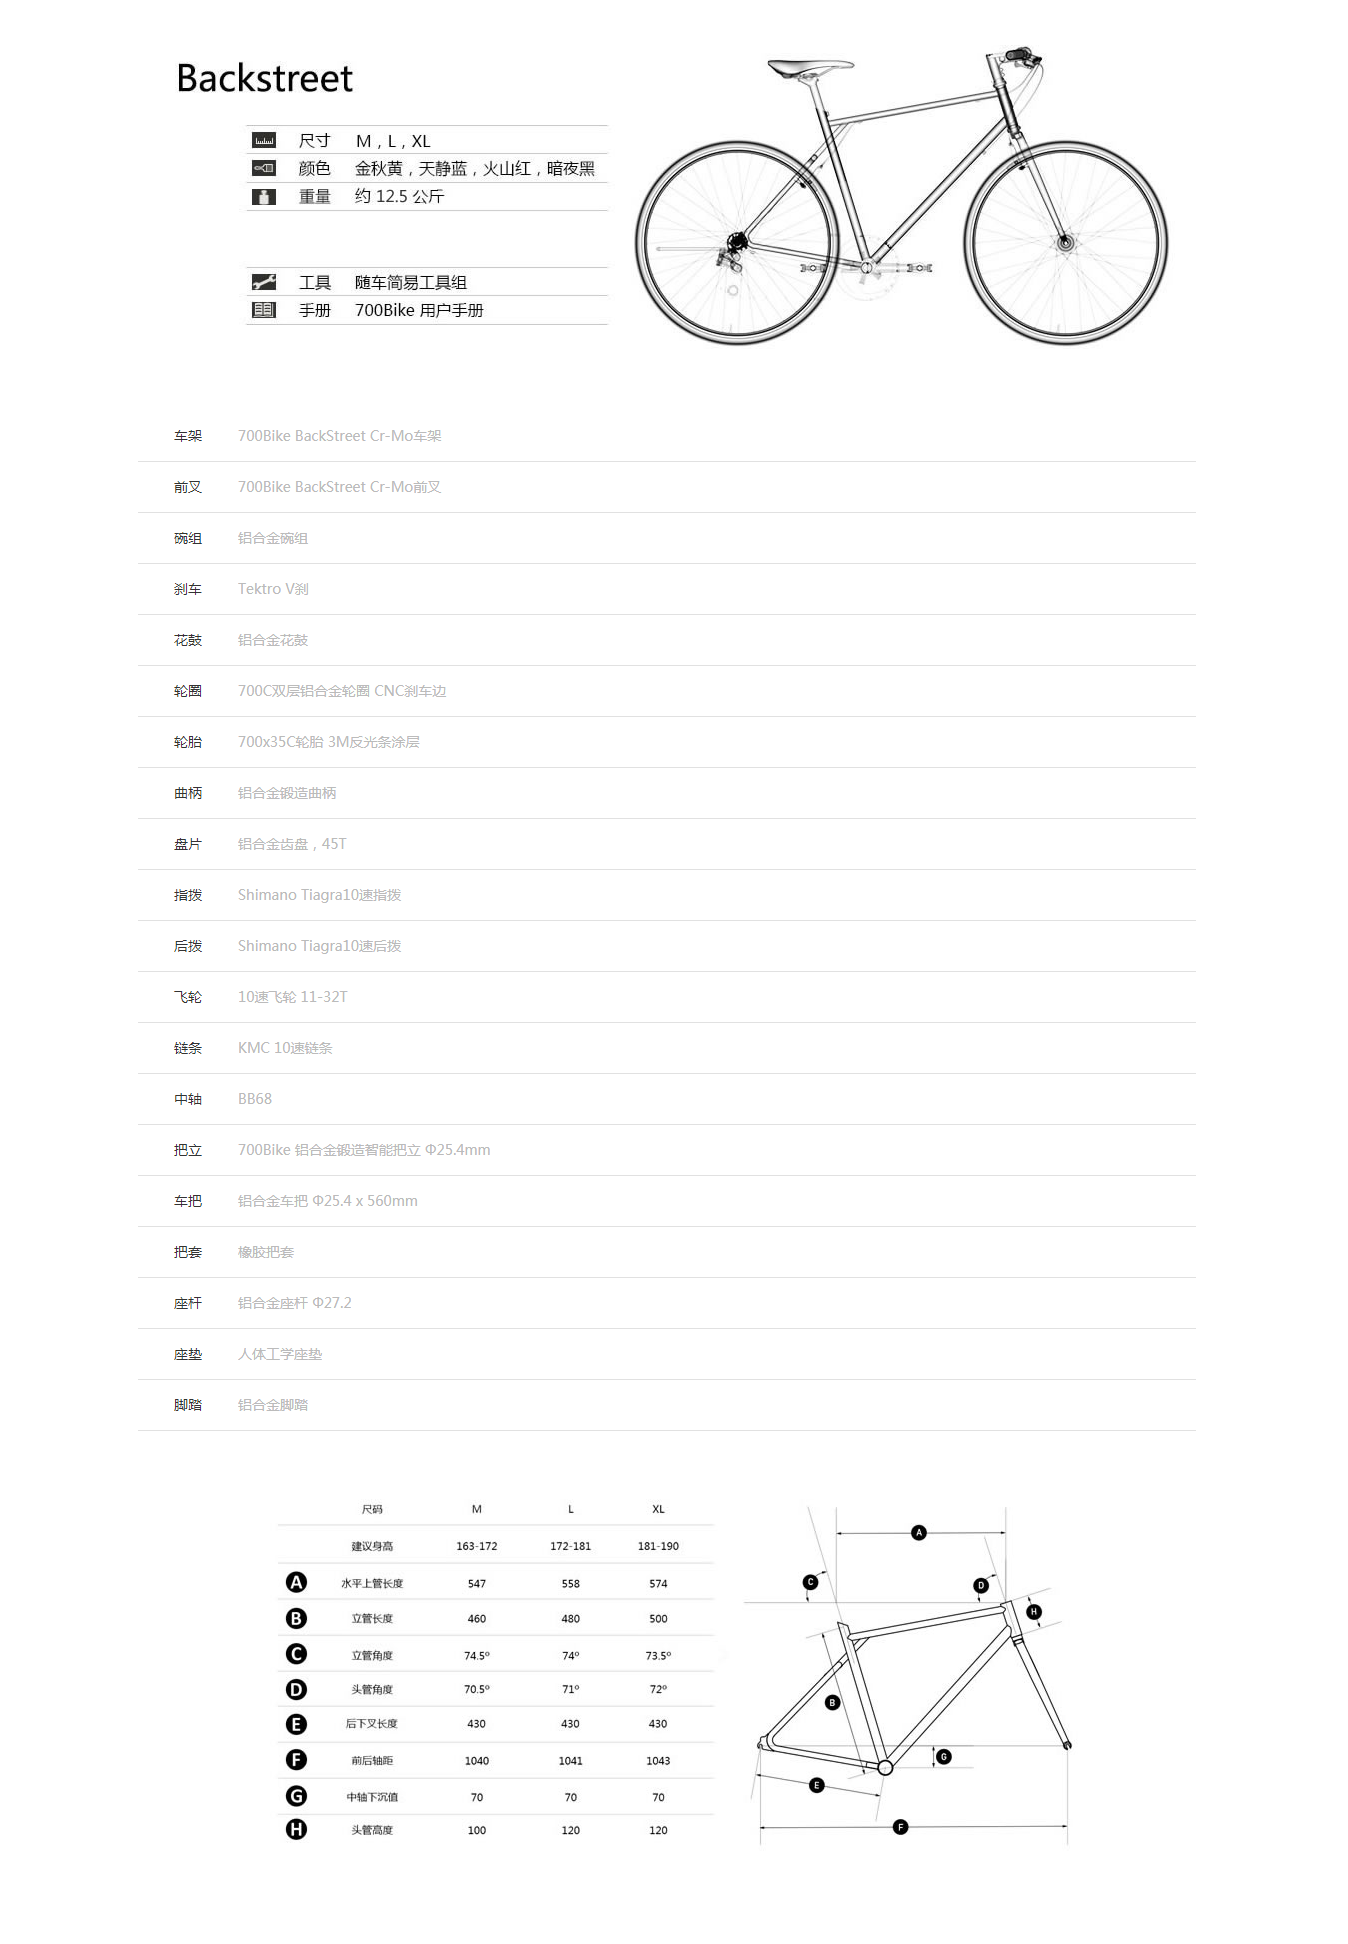 Backstreet
尺寸 M，L，XL
颜色 金秋黄，天静蓝，火山红，暗夜黑
重量 约 12.5 公斤
工具 随车简易工具组
手册 700Bike 用户手册
车架 700Bike BackStreet Cr-Mo车架
前叉 700Bike BackStreet Cr-Mo前叉
碗组 铝合金碗组
刹车 Tektro V刹
花鼓 铝合金花鼓
轮圈 700C双层铝合金轮圈 CNC刹车边
轮胎 700x35C轮胎 3M反光条涂层
曲柄 铝合金锻造曲柄
盘片 铝合金齿盘，45T
指拨 Shimano Tiagra10速指拨
后拨 Shimano Tiagra10速后拨
飞轮 10速飞轮 11-32T
链条 KMC 10速链条
中轴 BB68
把立 700Bike 铝合金锻造智能把立 Φ25.4mm
车把 铝合金车把 Φ25.4 x 560mm
把套 橡胶把套
座杆 铝合金座杆 Φ27.2
座垫 人体工学座垫
脚踏 铝合金脚踏
尺码 M L XL
建议身高 163-172 172-181 181-190
A 水平上管长度 547 558 574
B 立管长度 460 480 500
C 立管角度 74.5º 74º 73.5º
D 头管角度 70.5º 71º 72º
E 后下叉长度 430 430 430
F 前后轴距 1040 1041 1043
G 中轴下沉值 70 70 70
H 头管高度 100 120 120
A
C
D
H
B
G
E
F